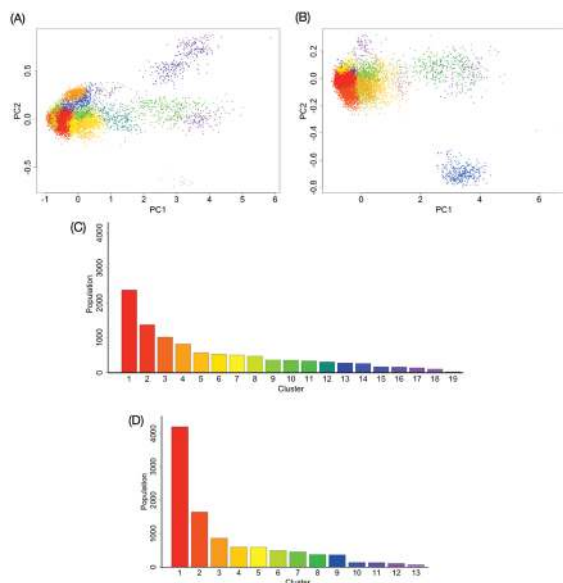 (A)
PC2
0.5
0.0
-0.5
-1 0 1 2 3 4 5 6
PC1
(B)
PC2
0.2
0.0
-0.2
-0.4
-0.6
-0.8
0 2 4 6
PC1
(C)
Population
4000
3000
2000
1000
0
1 2 3 4 5 6 7 8 9 10 11 12 13 14 15 16 17 18 19
Cluster
(D)
Population
4000
3000
2000
1000
0
1 2 3 4 5 6 7 8 9 10 11 12 13
Cluster